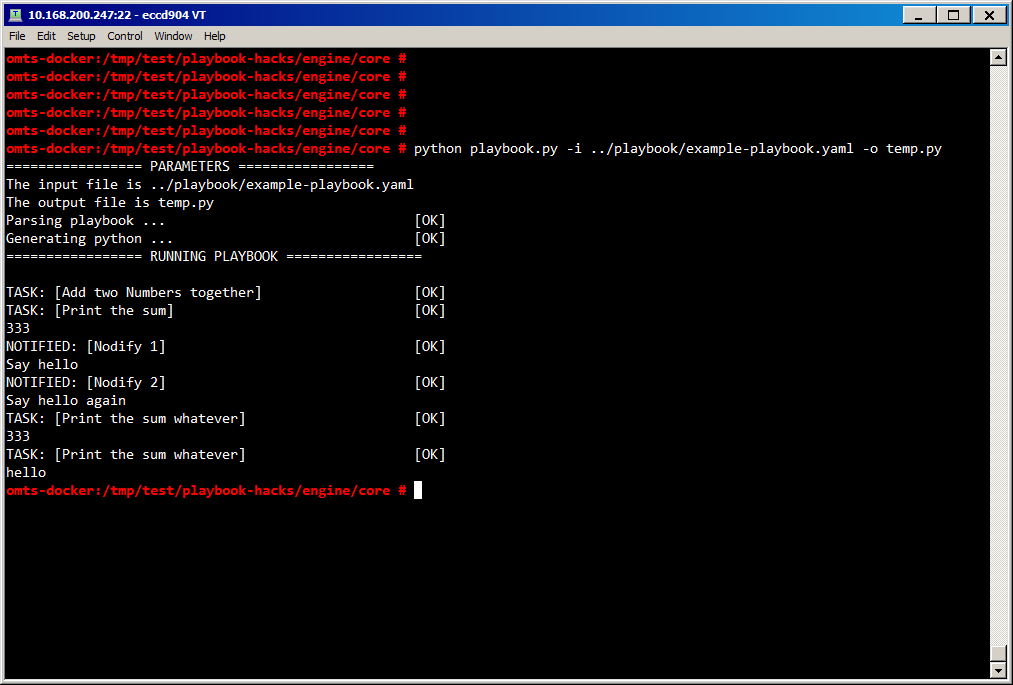 10.168.200.247:22 - eccd904 VT
File Edit Setup Control Window Help
omts-docker:/tmp/test/playbook-hacks/engine/core #
omts-docker:/tmp/test/playbook-hacks/engine/core #
omts-docker:/tmp/test/playbook-hacks/engine/core #
omts-docker:/tmp/test/playbook-hacks/engine/core #
omts-docker:/tmp/test/playbook-hacks/engine/core #
omts-docker:/tmp/test/playbook-hacks/engine/core # python playbook.py -i ../playbook/example-playbook.yaml -o temp.py
================= PARAMETERS =================
The input file is ../playbook/example-playbook.yaml
The output file is temp.py
Parsing playbook ... [OK]
Generating python ... [OK]
================= RUNNING PLAYBOOK =================
TASK: [Add two Numbers together] [OK]
TASK: [Print the sum] [OK]
333
NOTIFIED: [Nodify 1] [OK]
Say hello
NOTIFIED: [Nodify 2] [OK]
Say hello again
TASK: [Print the sum whatever] [OK]
333
TASK: [Print the sum whatever] [OK]
hello
omts-docker:/tmp/test/playbook-hacks/engine/core #